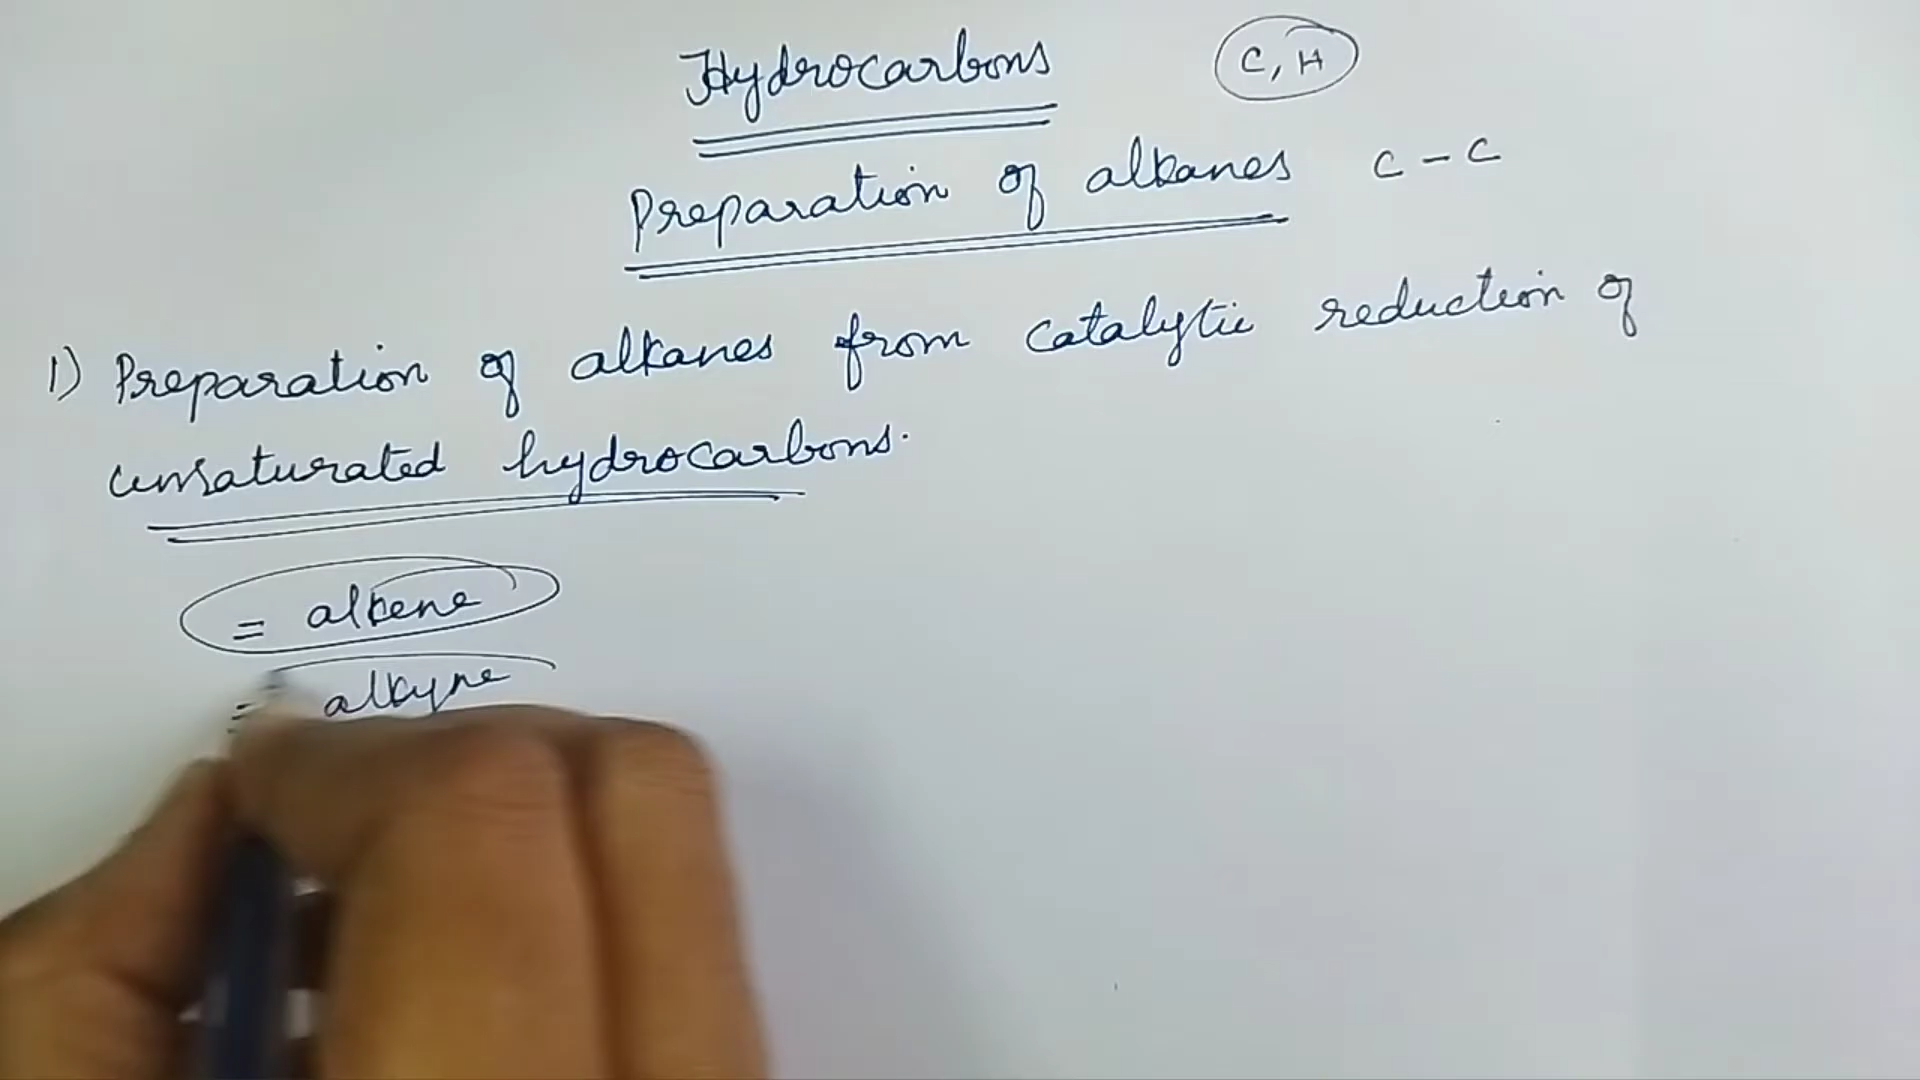 Hydrocarbons C, H
Preparation of alkanes C-C
1) Preparation of alkanes from catalytic reduction of
unsaturated hydrocarbons.
= alkene
≡ alkyne